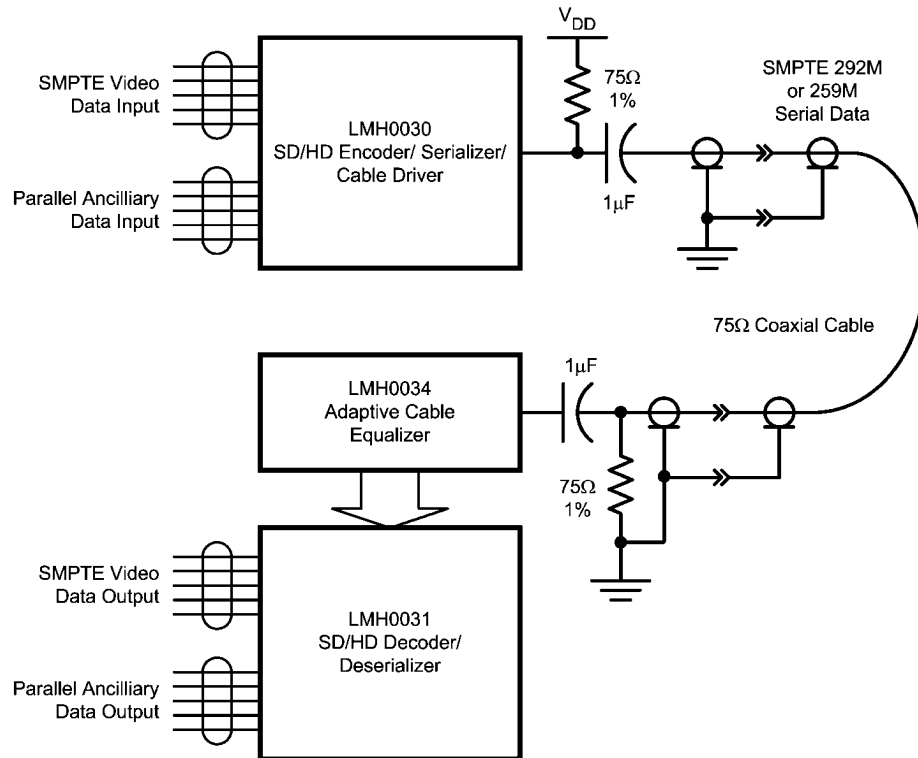 SMPTE Video
Data Input
Parallel Ancilliary
Data Input
LMH0030
SD/HD Encoder/ Serializer/
Cable Driver
VDD
75Ω
1%
1μF
SMPTE 292M
or 259M
Serial Data
75Ω Coaxial Cable
LMH0034
Adaptive Cable
Equalizer
1μF
75Ω
1%
SMPTE Video
Data Output
Parallel Ancilliary
Data Output
LMH0031
SD/HD Decoder/
Deserializer